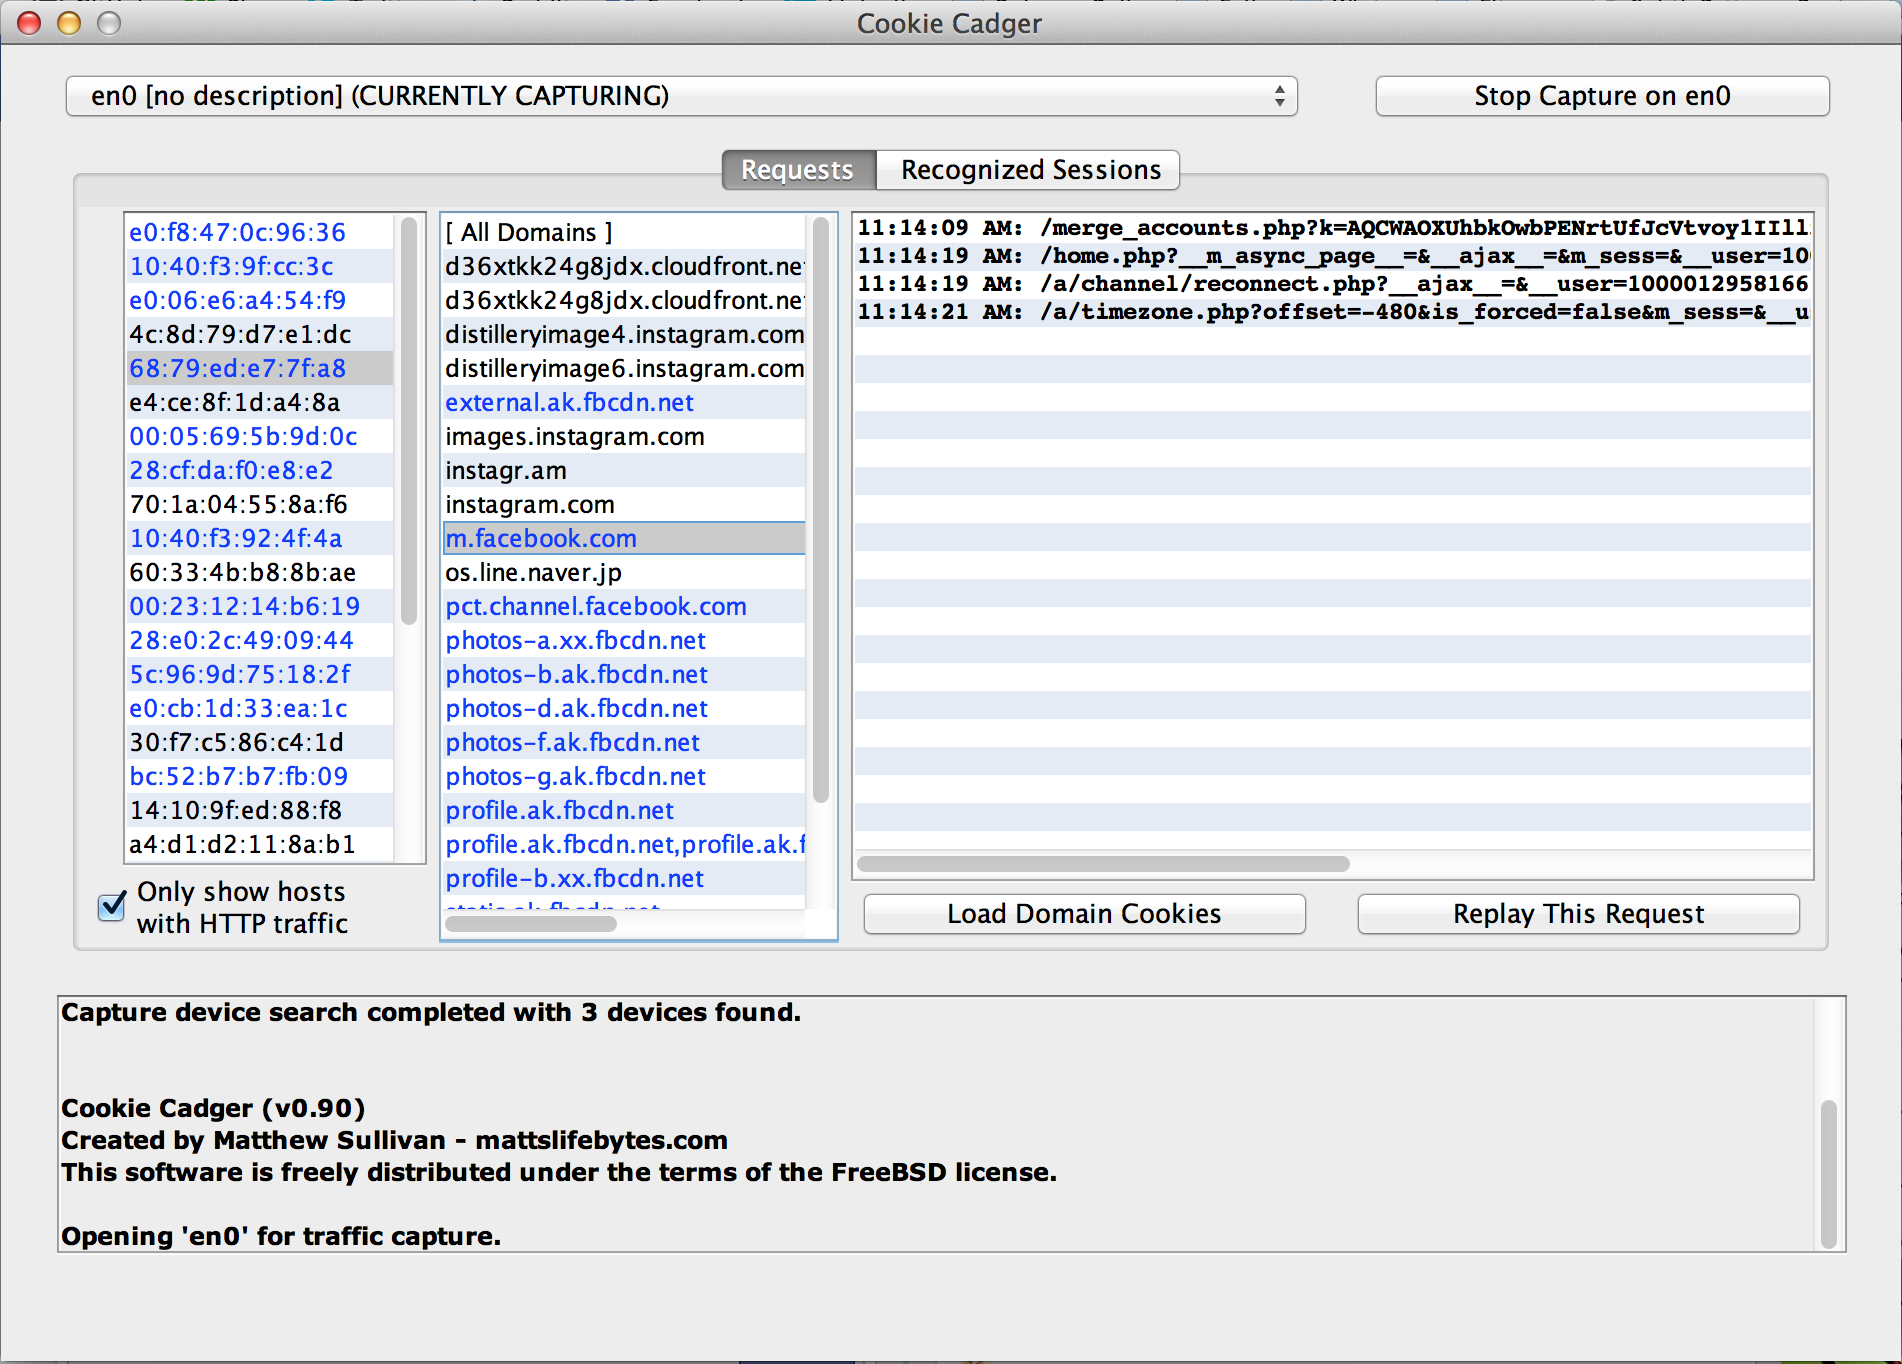 Cookie Cadger
en0 [no description] (CURRENTLY CAPTURING)
Stop Capture on en0
Requests
Recognized Sessions
e0:f8:47:0c:96:36
10:40:f3:9f:cc:3c
e0:06:e6:a4:54:f9
4c:8d:79:d7:e1:dc
68:79:ed:e7:7f:a8
e4:ce:8f:1d:a4:8a
00:05:69:5b:9d:0c
28:cf:da:f0:e8:e2
70:1a:04:55:8a:f6
10:40:f3:92:4f:4a
60:33:4b:b8:8b:ae
00:23:12:14:b6:19
28:e0:2c:49:09:44
5c:96:9d:75:18:2f
e0:cb:1d:33:ea:1c
30:f7:c5:86:c4:1d
bc:52:b7:b7:fb:09
14:10:9f:ed:88:f8
a4:d1:d2:11:8a:b1
Only show hosts
with HTTP traffic
[ All Domains ]
d36xtkk24g8jdx.cloudfront.net
d36xtkk24g8jdx.cloudfront.net
distilleryimage4.instagram.com
distilleryimage6.instagram.com
external.ak.fbcdn.net
images.instagram.com
instagr.am
instagram.com
m.facebook.com
os.line.naver.jp
pct.channel.facebook.com
photos-a.xx.fbcdn.net
photos-b.ak.fbcdn.net
photos-d.ak.fbcdn.net
photos-f.ak.fbcdn.net
photos-g.ak.fbcdn.net
profile.ak.fbcdn.net
profile.ak.fbcdn.net,profile.ak.f
profile-b.xx.fbcdn.net
11:14:09 AM: /merge_accounts.php?k=AQCWAOXUhbkOwbPENrtUfJcVtvoy1IIll
11:14:19 AM: /home.php?__m_async_page__=&__ajax__=&m_sess=&__user=10
11:14:19 AM: /a/channel/reconnect.php?__ajax__=&__user=1000012958166
11:14:21 AM: /a/timezone.php?offset=-480&is_forced=false&m_sess=&__u
Load Domain Cookies
Replay This Request
Capture device search completed with 3 devices found.
Cookie Cadger (v0.90)
Created by Matthew Sullivan - mattslifebytes.com
This software is freely distributed under the terms of the FreeBSD license.
Opening 'en0' for traffic capture.